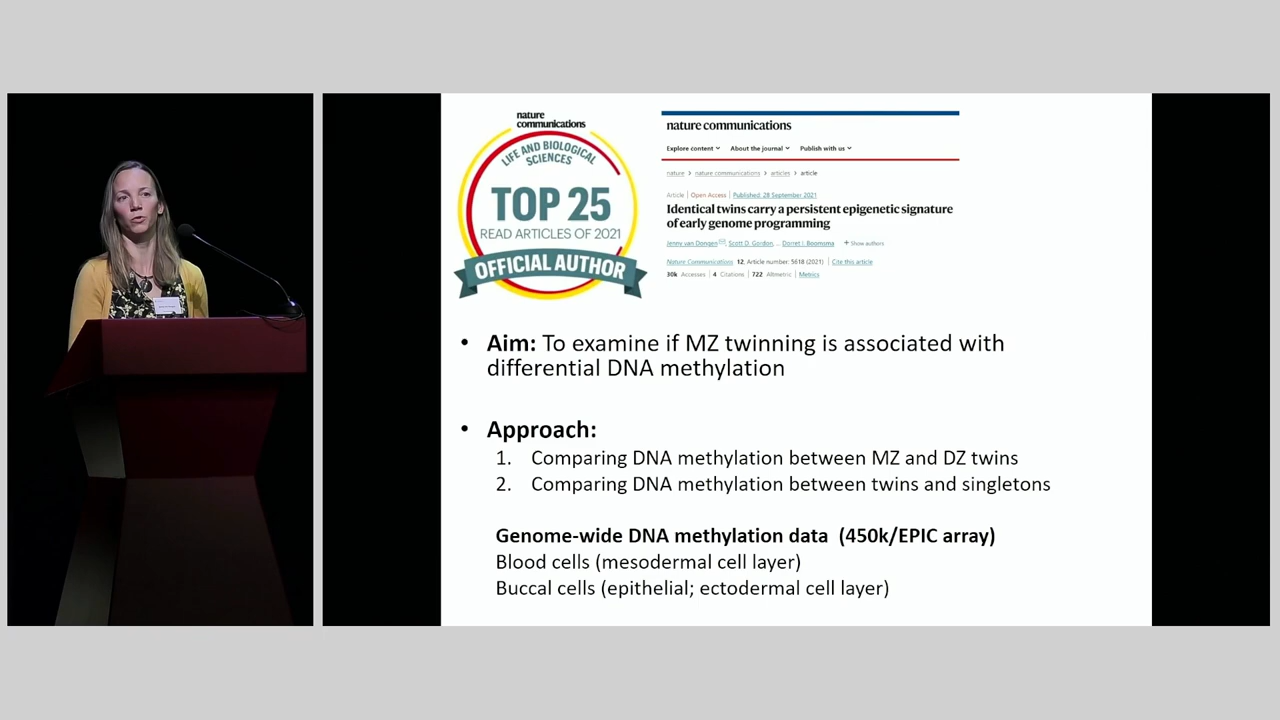 nature
communications
LIFE AND BIOLOGICAL
SCIENCES
TOP 25
READ ARTICLES OF 2021
OFFICIAL AUTHOR
nature communications
Explore content About the journal Publish with us
nature > nature communications > articles > article
Article | Open Access | Published: 28 September 2021
Identical twins carry a persistent epigenetic signature
of early genome programming
Jenny van Dongen, Scott D. Gordon, ... Dorret I. Boomsma + Show authors
Nature Communications 12, Article number: 5618 (2021) | Cite this article
30k Accesses | 4 Citations | 722 Altmetric | Metrics
• Aim: To examine if MZ twinning is associated with
differential DNA methylation
• Approach:
1. Comparing DNA methylation between MZ and DZ twins
2. Comparing DNA methylation between twins and singletons
Genome-wide DNA methylation data (450k/EPIC array)
Blood cells (mesodermal cell layer)
Buccal cells (epithelial; ectodermal cell layer)